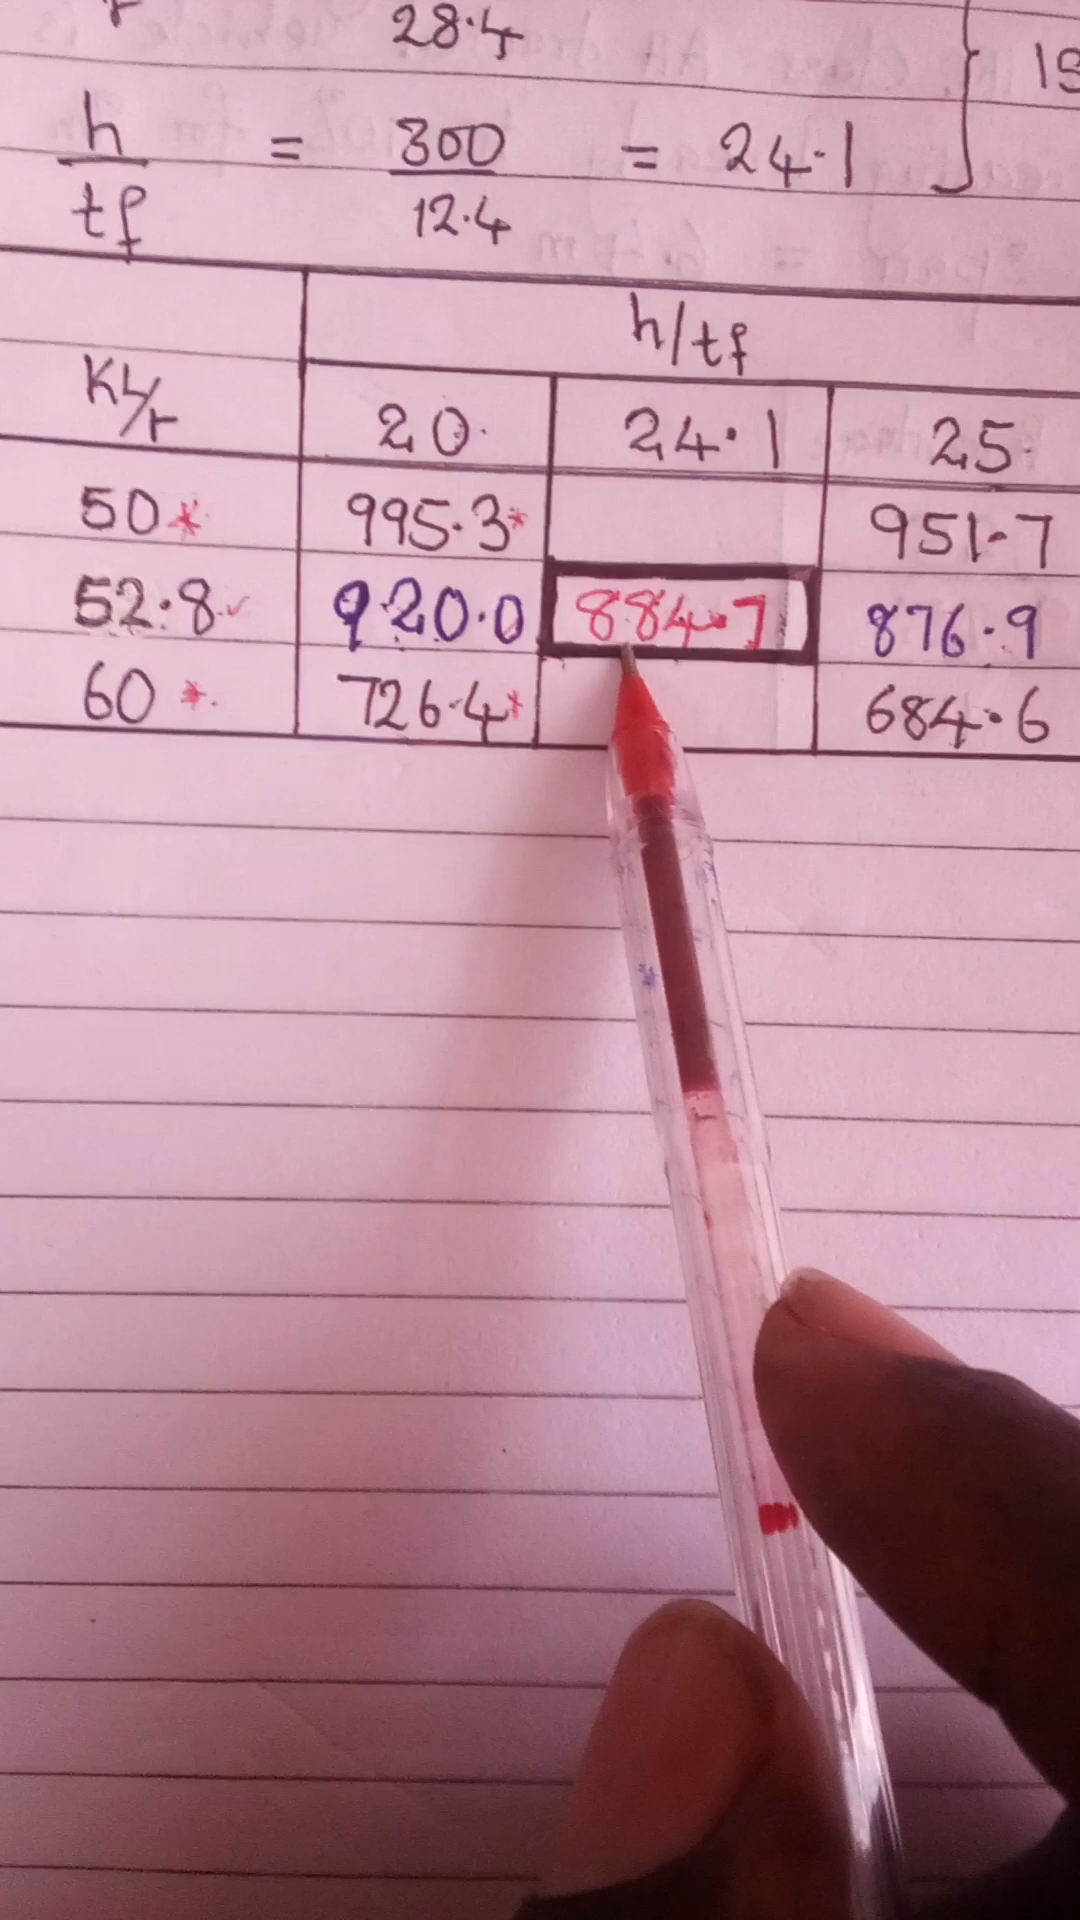 28.4
h/tf = 300/12.4 = 24.1
h/tf
KL/r 20. 24.1 25.
50* 995.3* 951.7
52.8✓ 920.0 884.7 876.9
60*. 726.4* 684.6